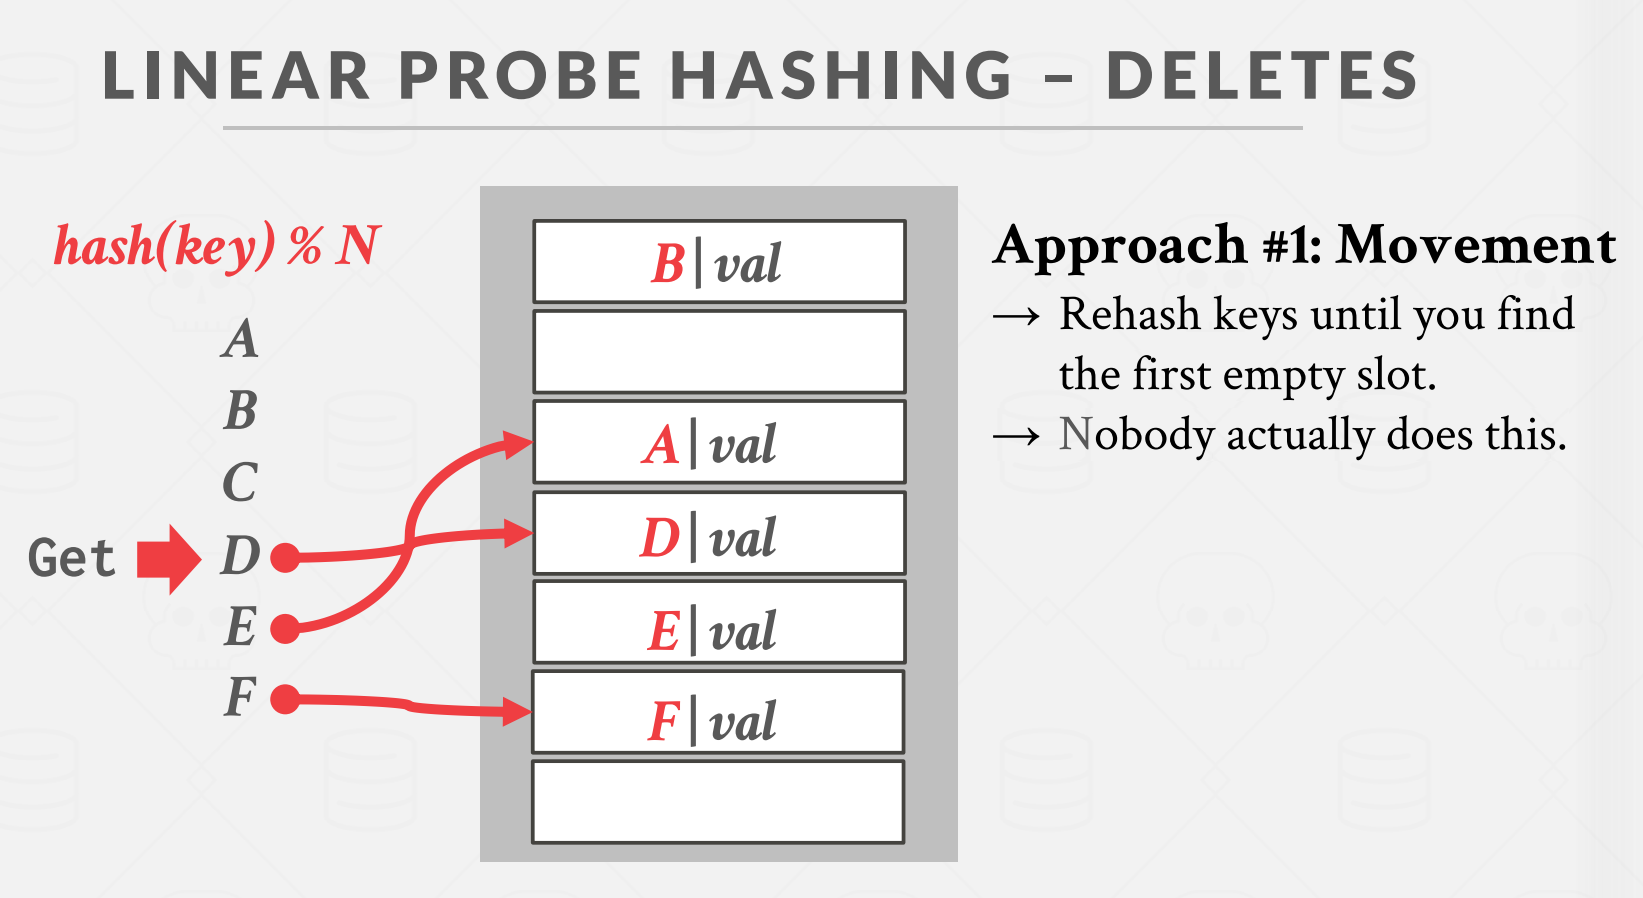 LINEAR PROBE HASHING – DELETES
hash(key) % N
A
B
C
Get D
E
F
B|val
A|val
D|val
E|val
F|val
Approach #1: Movement
→ Rehash keys until you find
the first empty slot.
→ Nobody actually does this.